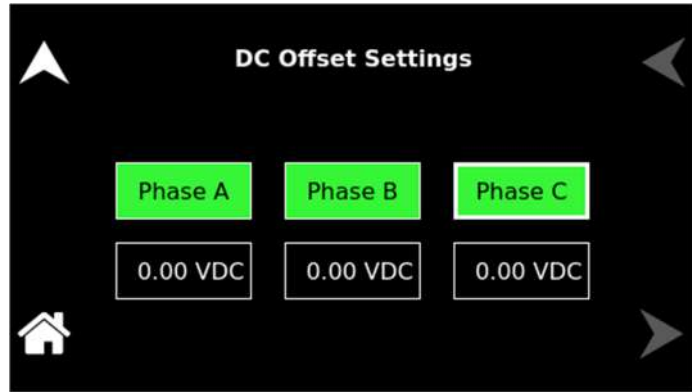 DC Offset Settings
Phase A Phase B Phase C
0.00 VDC 0.00 VDC 0.00 VDC